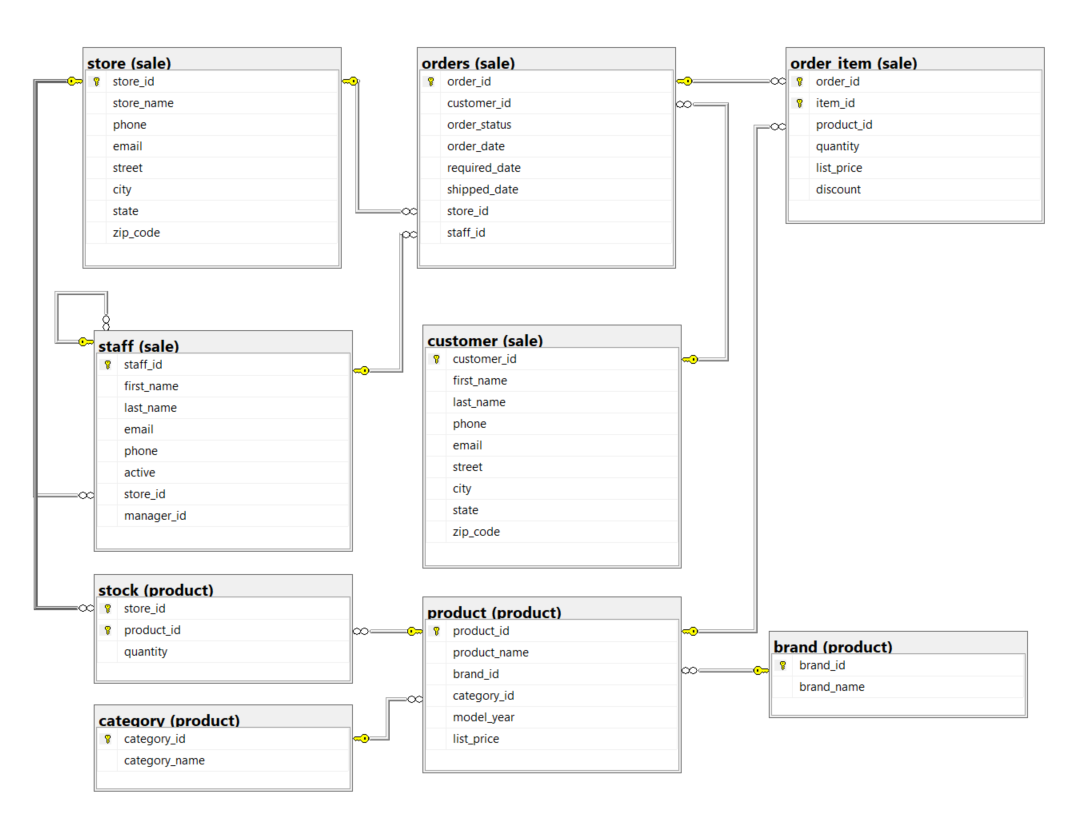 store (sale)
store_id
store_name
phone
email
street
city
state
zip_code
orders (sale)
order_id
customer_id
order_status
order_date
required_date
shipped_date
store_id
staff_id
order_item (sale)
order_id
item_id
product_id
quantity
list_price
discount
staff (sale)
staff_id
first_name
last_name
email
phone
active
store_id
manager_id
customer (sale)
customer_id
first_name
last_name
phone
email
street
city
state
zip_code
stock (product)
store_id
product_id
quantity
product (product)
product_id
product_name
brand_id
category_id
model_year
list_price
brand (product)
brand_id
brand_name
category (product)
category_id
category_name